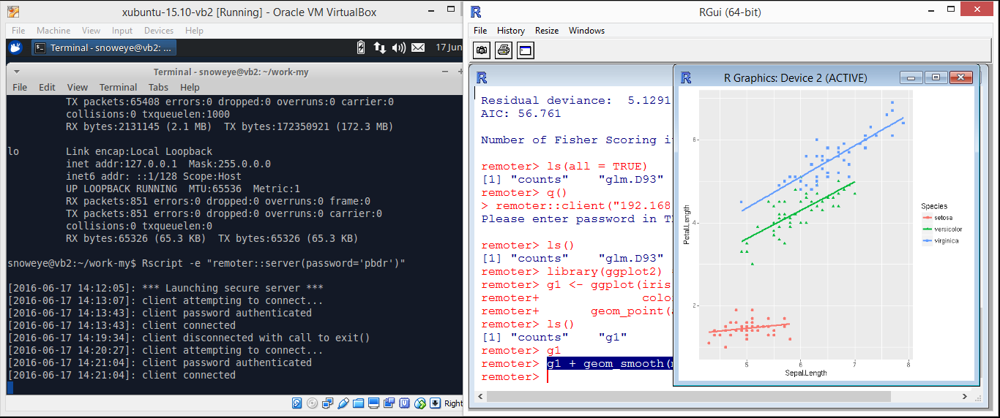 xubuntu-15.10-vb2 [Running] - Oracle VM VirtualBox
File Machine View Input Devices Help
Terminal - snoweye@vb2: ...
17 Jun
Terminal - snoweye@vb2: ~/work-my
File Edit View Terminal Tabs Help
TX packets:65408 errors:0 dropped:0 overruns:0 carrier:0
collisions:0 txqueuelen:1000
RX bytes:2131145 (2.1 MB)  TX bytes:172350921 (172.3 MB)
lo Link encap:Local Loopback
inet addr:127.0.0.1  Mask:255.0.0.0
inet6 addr: ::1/128 Scope:Host
UP LOOPBACK RUNNING  MTU:65536  Metric:1
RX packets:851 errors:0 dropped:0 overruns:0 frame:0
TX packets:851 errors:0 dropped:0 overruns:0 carrier:0
collisions:0 txqueuelen:0
RX bytes:65326 (65.3 KB)  TX bytes:65326 (65.3 KB)
snoweye@vb2:~/work-my$ Rscript -e "remoter::server(password='pbdr')"
[2016-06-17 14:12:05]: *** Launching secure server ***
[2016-06-17 14:13:07]: client attempting to connect...
[2016-06-17 14:13:43]: client password authenticated
[2016-06-17 14:13:43]: client connected
[2016-06-17 14:19:34]: client disconnected with call to exit()
[2016-06-17 14:20:27]: client attempting to connect...
[2016-06-17 14:21:04]: client password authenticated
[2016-06-17 14:21:04]: client connected
Right
RGui (64-bit)
File History Resize Windows
Residual deviance:  5.1291
AIC: 56.761
Number of Fisher Scoring
remoter> ls(all = TRUE)
[1] "counts"    "glm.D93"
remoter> q()
> remoter::client("192.168
Please enter password in
remoter> ls()
[1] "counts"    "glm.D93"
remoter> library(ggplot2)
remoter> g1 <- ggplot(iris
remoter+ colo
remoter+ geom_point(
remoter> ls()
[1] "counts"    "g1"
remoter> g1
remoter> g1 + geom_smooth(
remoter>
R Graphics: Device 2 (ACTIVE)
Petal.Length
6
4
2
5 6 7 8
Sepal.Length
Species
setosa
versicolor
virginica